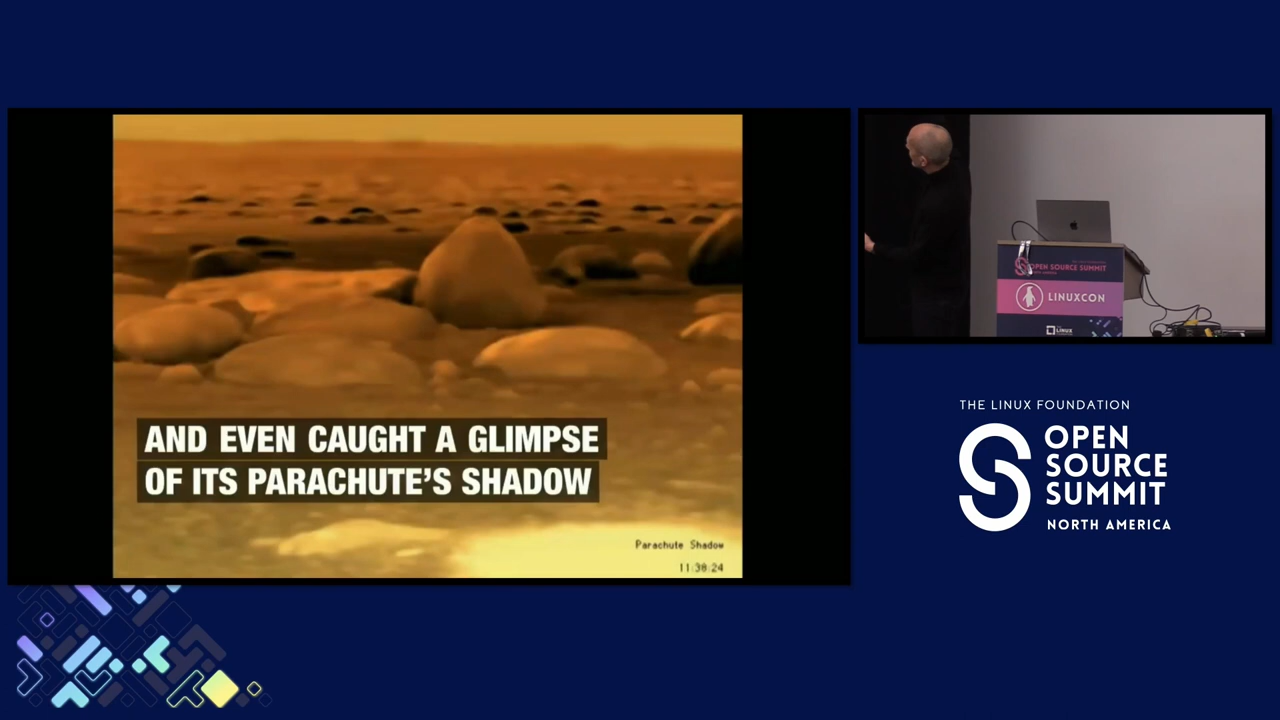 AND EVEN CAUGHT A GLIMPSE
OF ITS PARACHUTE'S SHADOW
Parachute Shadow
11:38:24
OPEN SOURCE SUMMIT
LINUXCON
LINUX
THE LINUX FOUNDATION
OPEN
SOURCE
SUMMIT
NORTH AMERICA